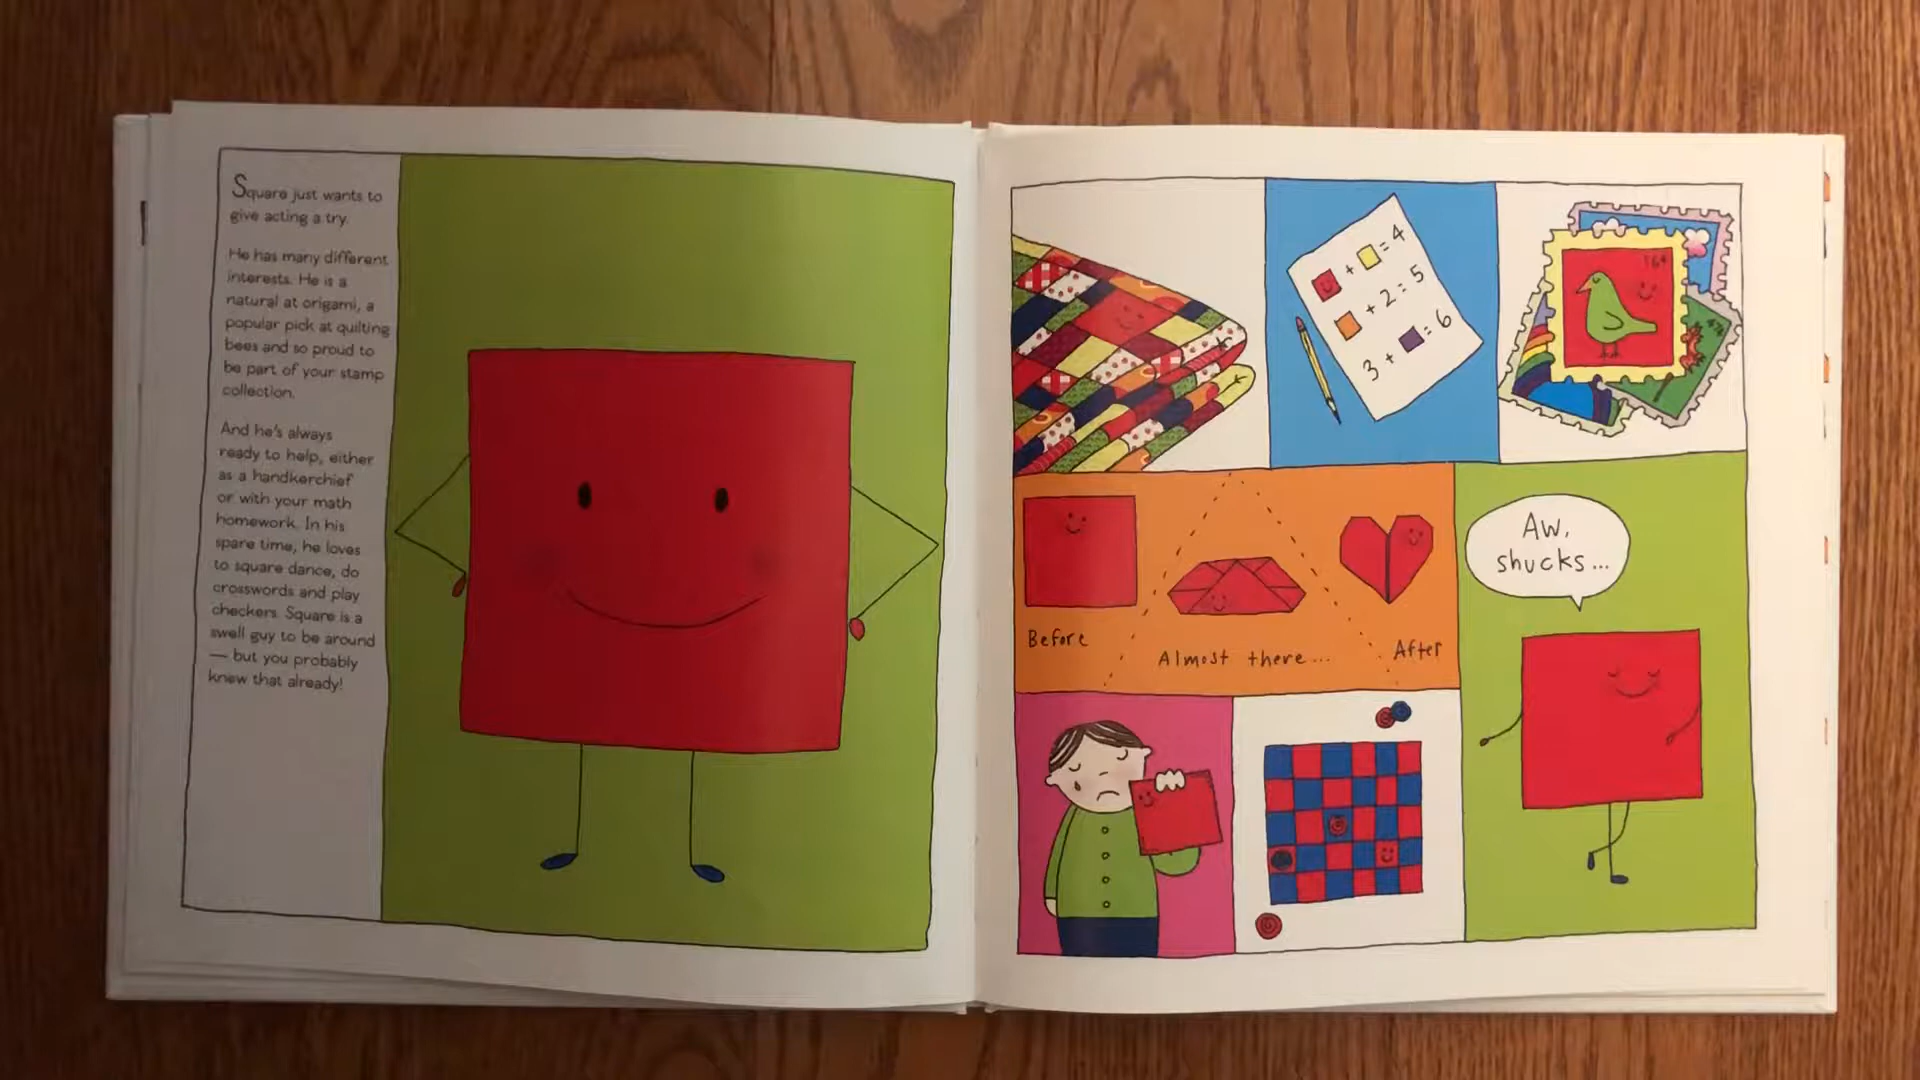 Square just wants to
give acting a try.
He has many different
interests. He is a
natural at origami, a
popular pick at quilting
bees and so proud to
be part of your stamp
collection.
And he's always
ready to help, either
as a handkerchief
or with your math
homework. In his
spare time, he loves
to square dance, do
crosswords and play
checkers. Square is a
swell guy to be around
— but you probably
knew that already!
+ = 4
+ 2 = 5
3 + = 6
16¢
47¢
Before
Almost there...
After
Aw,
shucks...